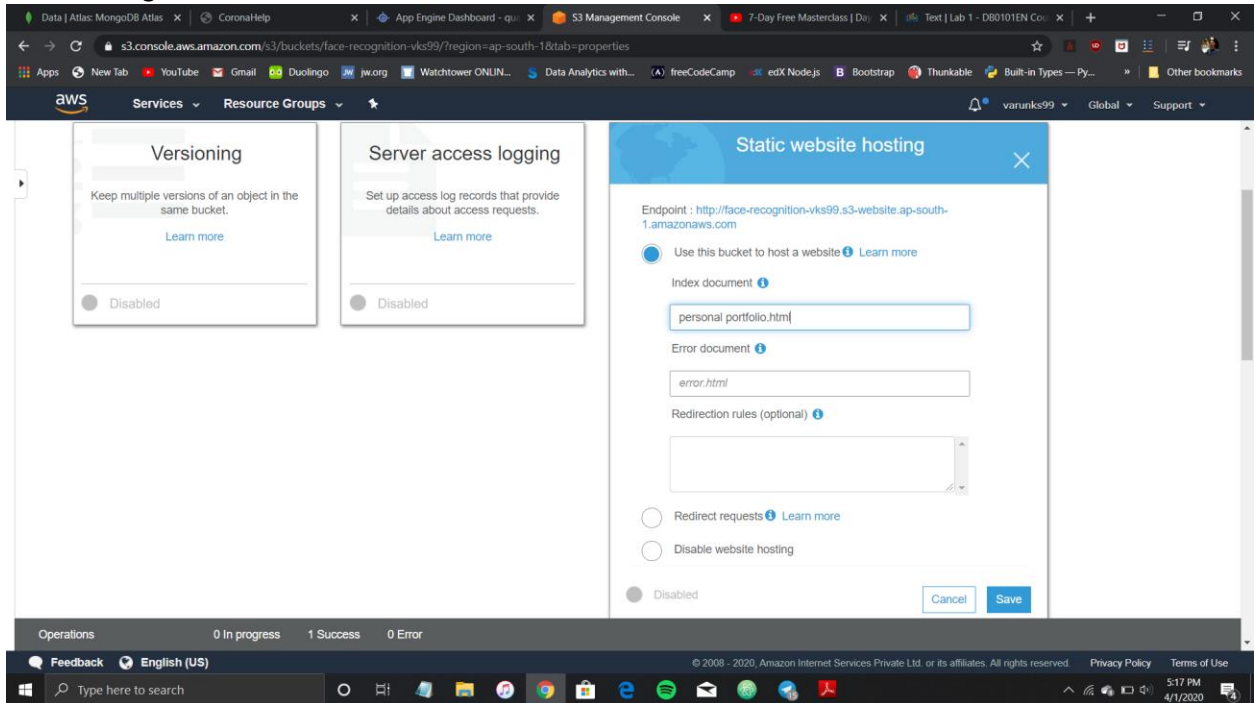 Data | Atlas: MongoDB Atlas
CoronaHelp
App Engine Dashboard - qu
S3 Management Console
7-Day Free Masterclass | Day
Text | Lab 1 - DB0101EN Cou
s3.console.aws.amazon.com/s3/buckets/face-recognition-vks99/?region=ap-south-1&tab=properties
Apps New Tab YouTube Gmail Duolingo jw.org Watchtower ONLIN... Data Analytics with... freeCodeCamp edX Node.js Bootstrap Thunkable Built-in Types — Py... » Other bookmarks
aws Services Resource Groups varunks99 Global Support
Versioning
Keep multiple versions of an object in the
same bucket.
Learn more
Disabled
Server access logging
Set up access log records that provide
details about access requests.
Learn more
Disabled
Static website hosting
Endpoint : http://face-recognition-vks99.s3-website.ap-south-
1.amazonaws.com
Use this bucket to host a website Learn more
Index document
personal portfolio.html
Error document
error.html
Redirection rules (optional)
Redirect requests Learn more
Disable website hosting
Disabled
Cancel Save
Operations 0 In progress 1 Success 0 Error
Feedback English (US) © 2008 - 2020, Amazon Internet Services Private Ltd. or its affiliates. All rights reserved. Privacy Policy Terms of Use
Type here to search
5:17 PM
4/1/2020